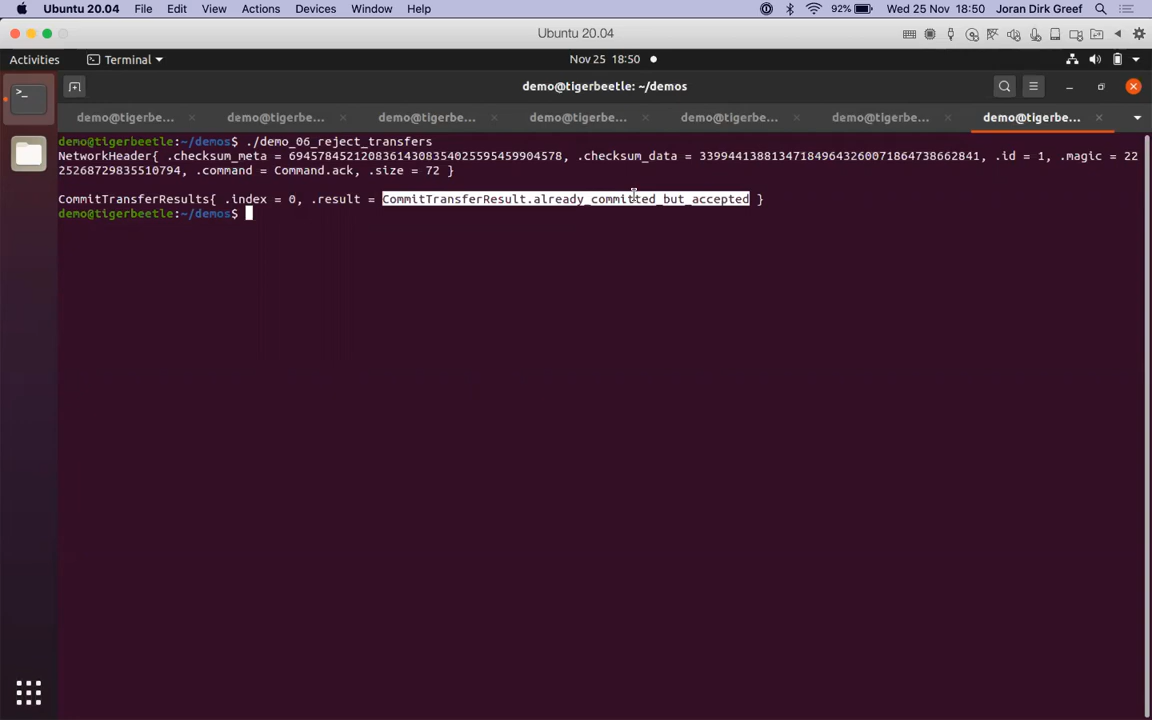 Ubuntu 20.04 File Edit View Actions Devices Window Help 92% Wed 25 Nov 18:50 Joran Dirk Greef
Ubuntu 20.04
Activities Terminal Nov 25 18:50
demo@tigerbeetle: ~/demos
demo@tigerbe... demo@tigerbe... demo@tigerbe... demo@tigerbe... demo@tigerbe... demo@tigerbe... demo@tigerbe...
demo@tigerbeetle:~/demos$ ./demo_06_reject_transfers
NetworkHeader{ .checksum_meta = 69457845212083614308354025595459904578, .checksum_data = 339944138813471849643260071864738662841, .id = 1, .magic = 22
25268729835510794, .command = Command.ack, .size = 72 }
CommitTransferResults{ .index = 0, .result = CommitTransferResult.already_committed_but_accepted }
demo@tigerbeetle:~/demos$